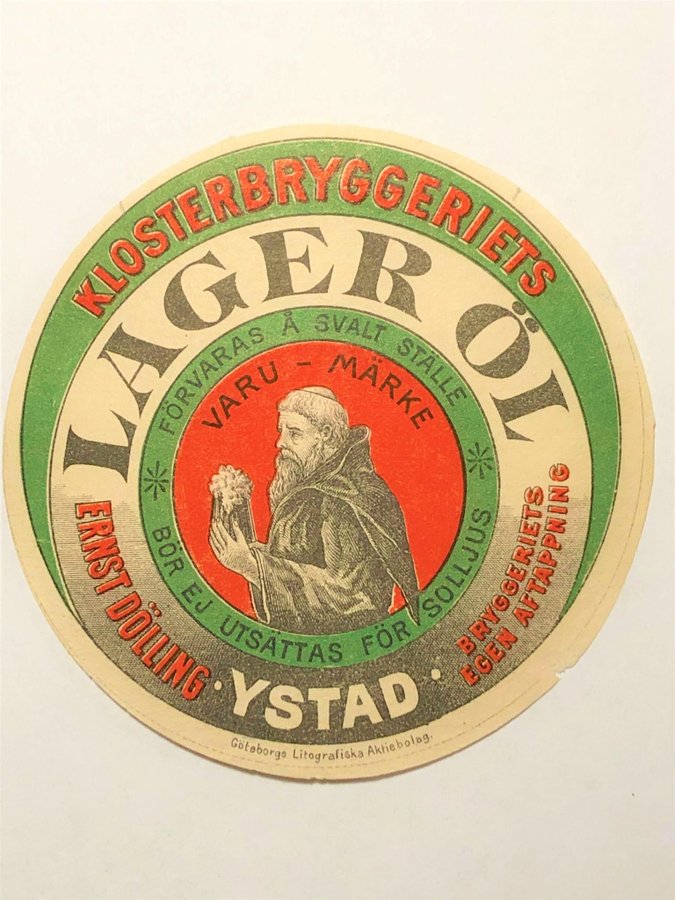 KLOSTERBRYGGERIETS
LAGER ÖL
FÖRVARAS Å SVALT STÄLLE
VARU - MÄRKE
BÖR EJ UTSÄTTAS FÖR SOLLJUS
ERNST DÖLLING
· YSTAD ·
BRYGGERIETS
EGEN AFTAPPNING
Göteborgs Litografiska Aktiebolag.